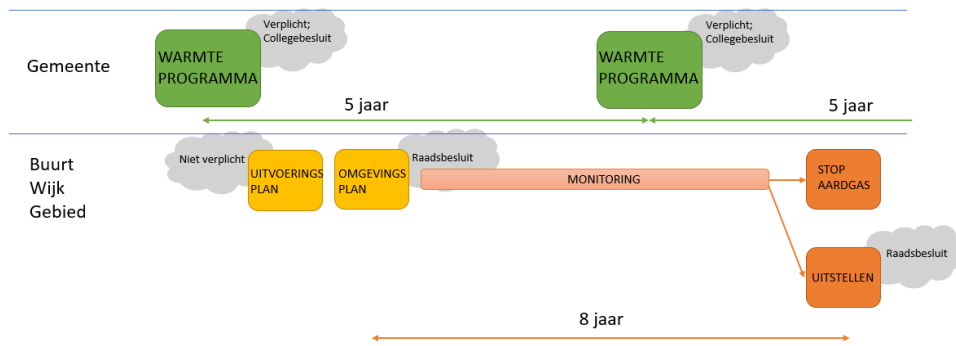 Verplicht;
Collegebesluit
Verplicht;
Collegebesluit
Gemeente
WARMTE
PROGRAMMA
WARMTE
PROGRAMMA
5 jaar
5 jaar
Buurt
Wijk
Gebied
Niet verplicht
UITVOERINGS
PLAN
OMGEVINGS
PLAN
Raadsbesluit
MONITORING
STOP
AARDGAS
UITSTELLEN
Raadsbesluit
8 jaar